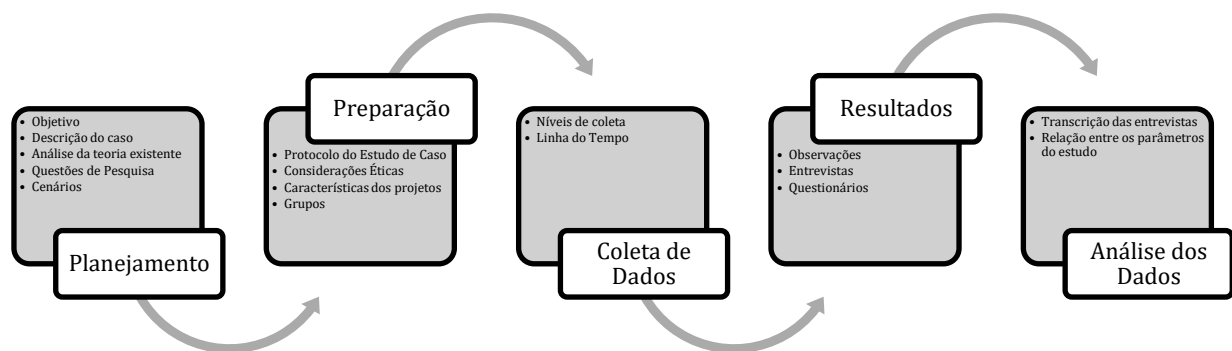 • Objetivo
• Descrição do caso
• Análise da teoria existente
• Questões de Pesquisa
• Cenários
Planejamento
Preparação
• Protocolo do Estudo de Caso
• Considerações Éticas
• Características dos projetos
• Grupos
• Níveis de coleta
• Linha do Tempo
Coleta de
Dados
Resultados
• Observações
• Entrevistas
• Questionários
• Transcrição das entrevistas
• Relação entre os parâmetros
do estudo
Análise dos
Dados